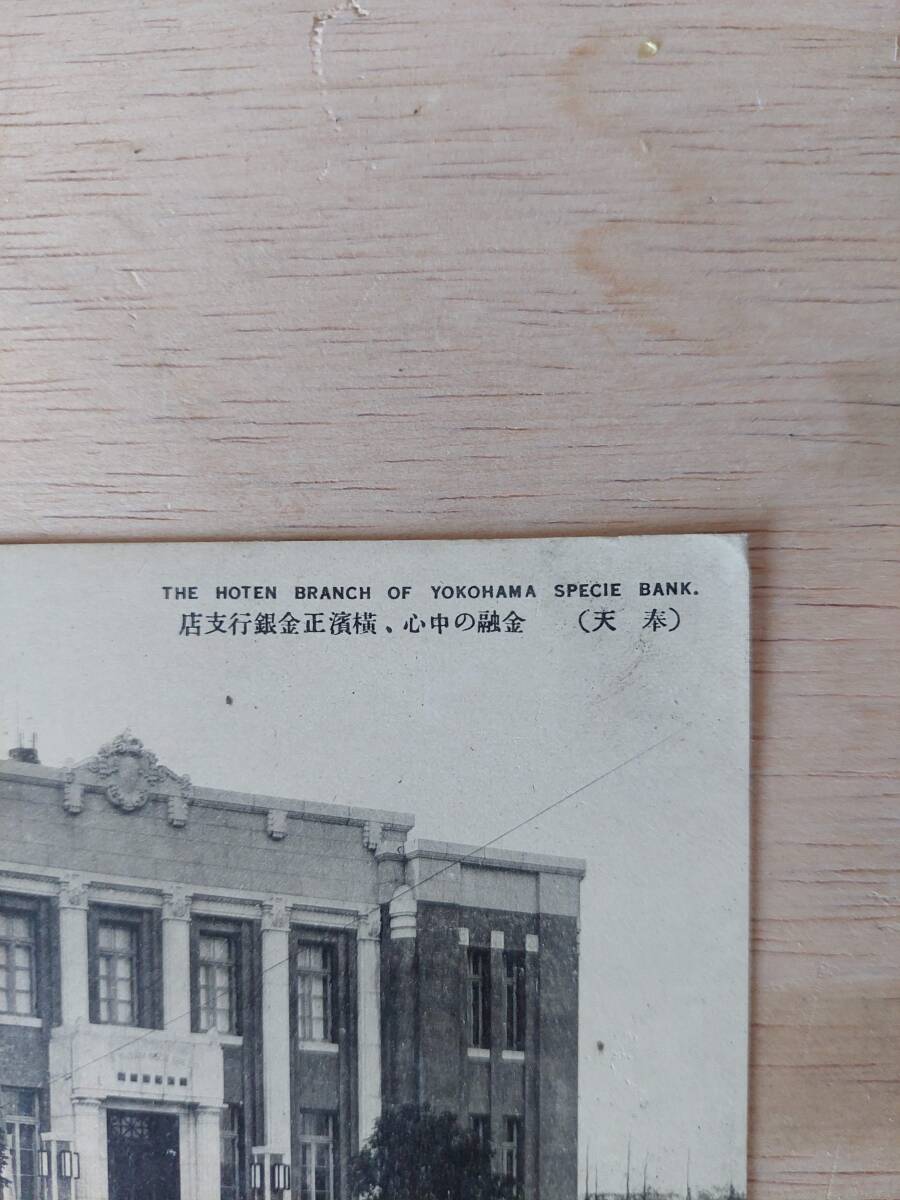 THE HOTEN BRANCH OF YOKOHAMA SPECIE BANK.
（奉天） 金融の中心、橫濱正金銀行支店